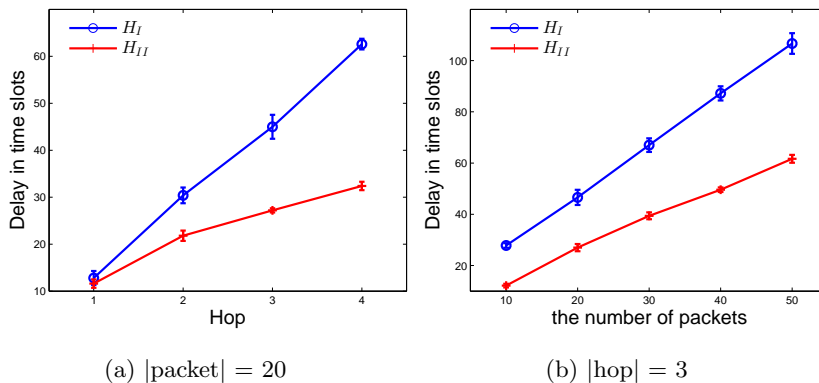 H_I
H_II
60
50
40
30
20
10
1 2 3 4
Delay in time slots
Hop
(a) |packet| = 20
H_I
H_II
100
80
60
40
20
10 20 30 40 50
Delay in time slots
the number of packets
(b) |hop| = 3